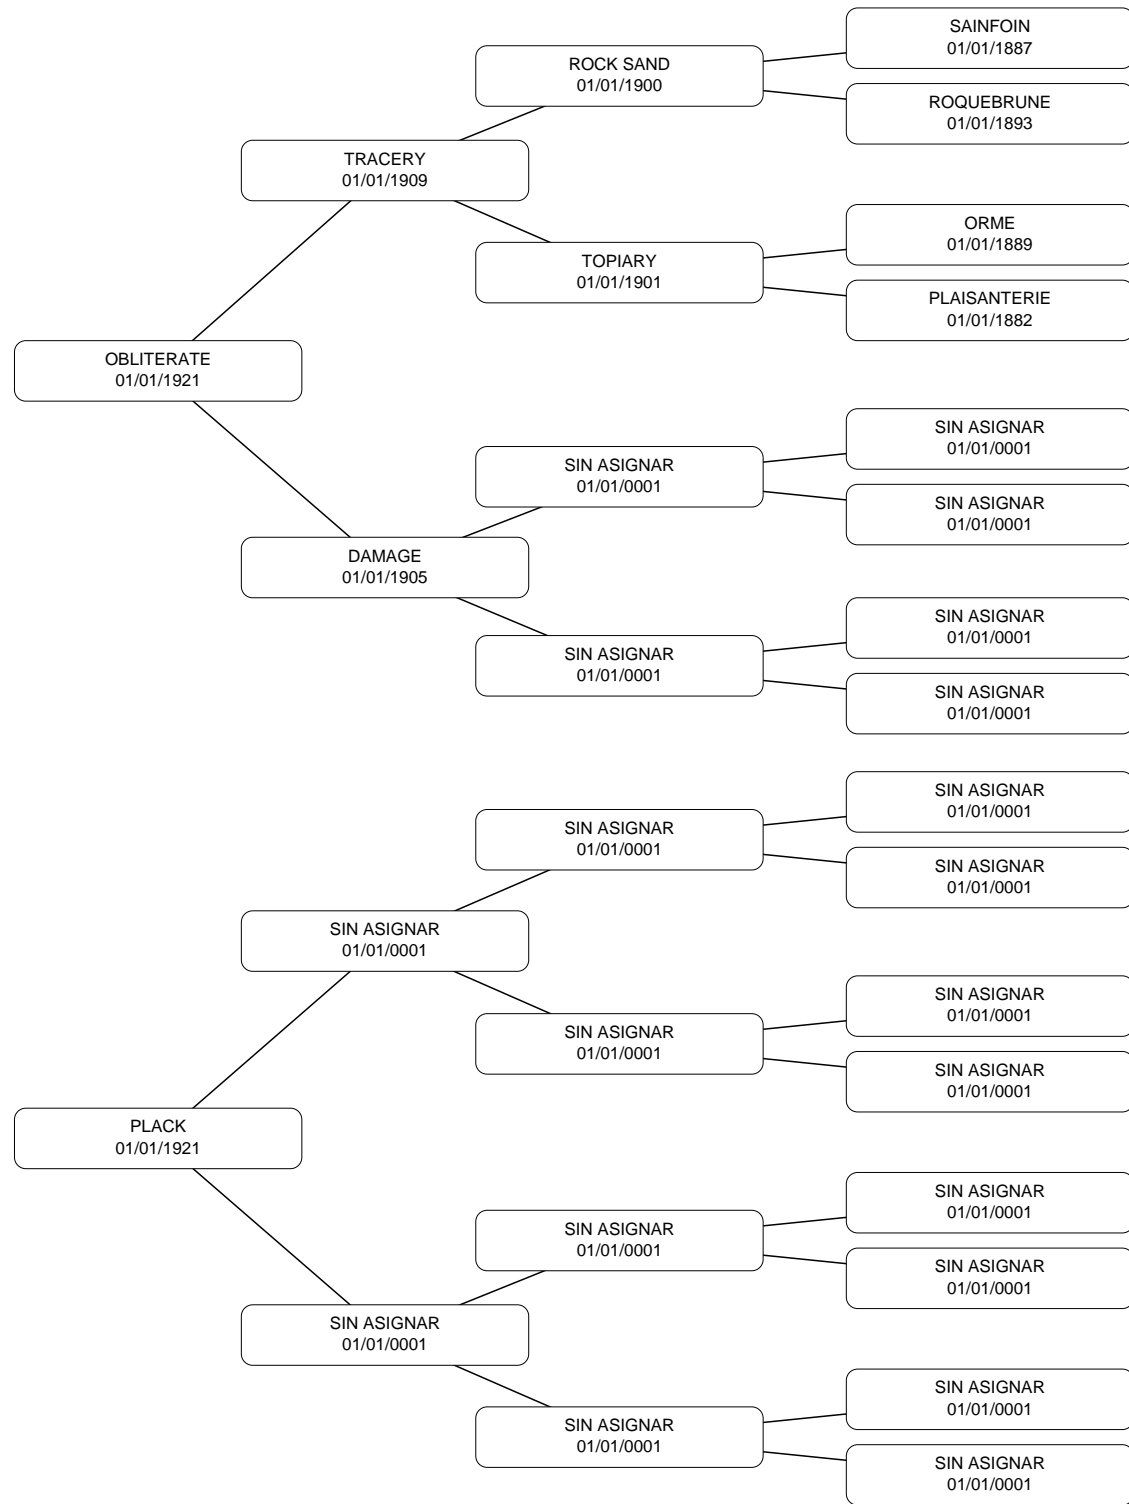 SAINFOIN
01/01/1887
ROCK SAND
01/01/1900
ROQUEBRUNE
01/01/1893
TRACERY
01/01/1909
ORME
01/01/1889
TOPIARY
01/01/1901
PLAISANTERIE
01/01/1882
OBLITERATE
01/01/1921
SIN ASIGNAR
01/01/0001
SIN ASIGNAR
01/01/0001
SIN ASIGNAR
01/01/0001
DAMAGE
01/01/1905
SIN ASIGNAR
01/01/0001
SIN ASIGNAR
01/01/0001
SIN ASIGNAR
01/01/0001
SIN ASIGNAR
01/01/0001
SIN ASIGNAR
01/01/0001
SIN ASIGNAR
01/01/0001
SIN ASIGNAR
01/01/0001
SIN ASIGNAR
01/01/0001
SIN ASIGNAR
01/01/0001
SIN ASIGNAR
01/01/0001
PLACK
01/01/1921
SIN ASIGNAR
01/01/0001
SIN ASIGNAR
01/01/0001
SIN ASIGNAR
01/01/0001
SIN ASIGNAR
01/01/0001
SIN ASIGNAR
01/01/0001
SIN ASIGNAR
01/01/0001
SIN ASIGNAR
01/01/0001